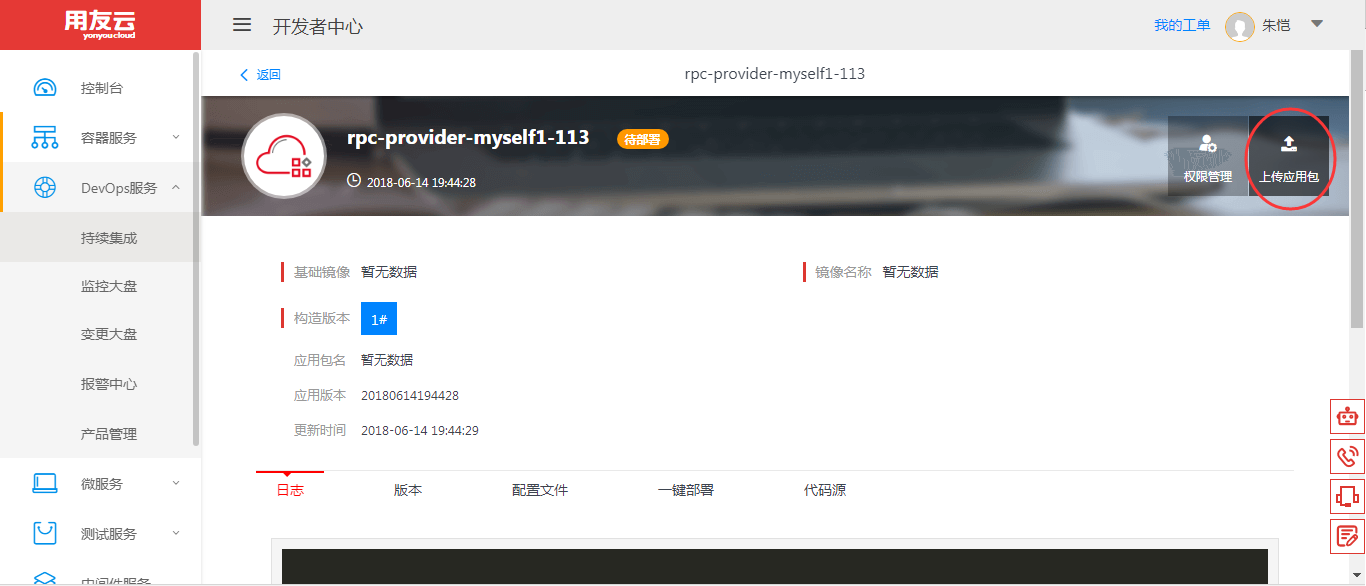 用友云
yonyoucloud
开发者中心
我的工单
朱恺
控制台
容器服务
DevOps服务
持续集成
监控大盘
变更大盘
报警中心
产品管理
微服务
测试服务
中间件服务
返回
rpc-provider-myself1-113
rpc-provider-myself1-113
待部署
2018-06-14 19:44:28
权限管理
上传应用包
基础镜像 暂无数据
镜像名称 暂无数据
构造版本 1#
应用包名 暂无数据
应用版本 20180614194428
更新时间 2018-06-14 19:44:29
日志 版本 配置文件 一键部署 代码源